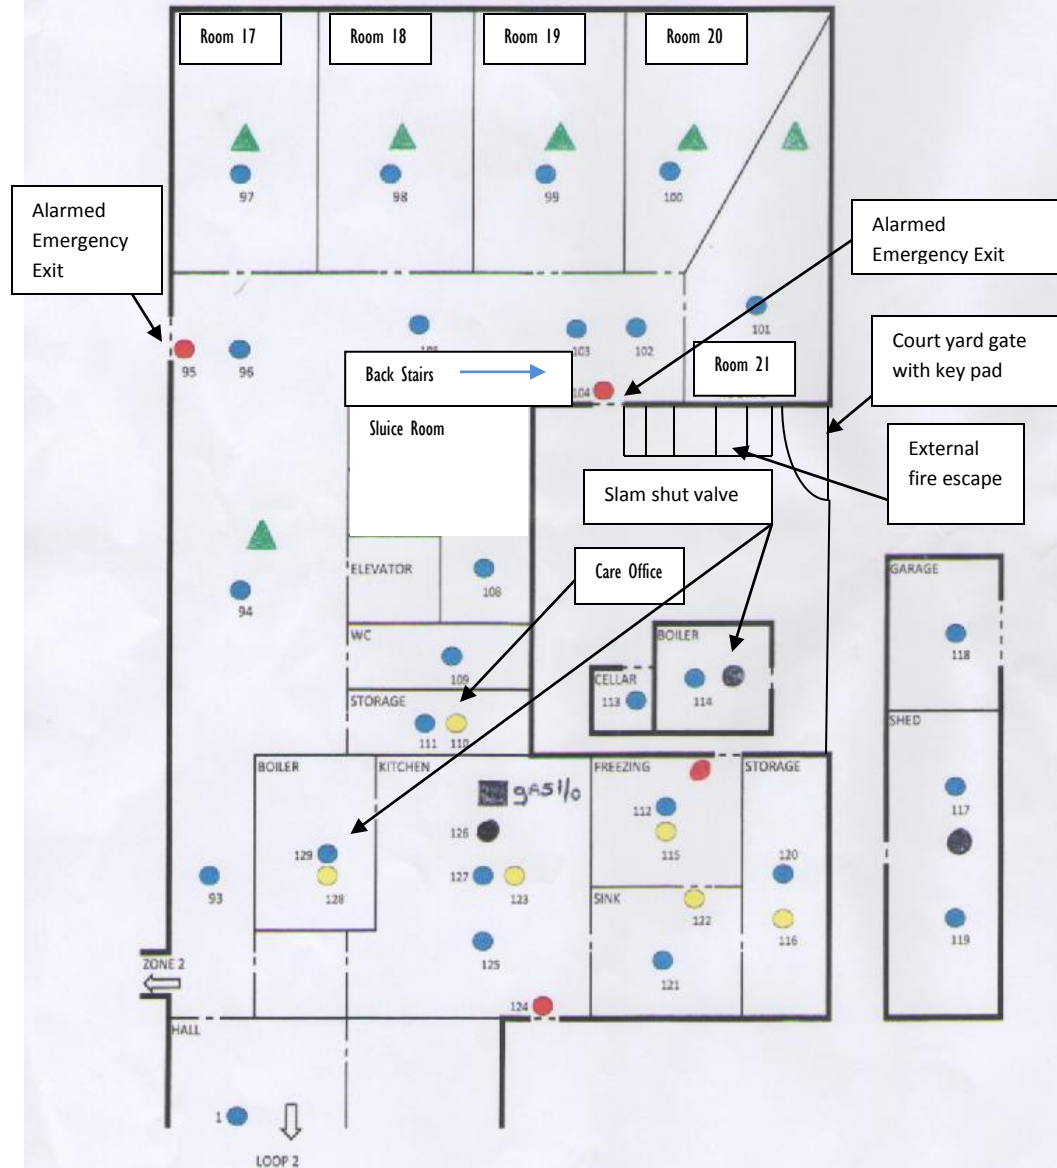 Room 17
Room 18
Room 19
Room 20
97
98
99
100
Alarmed
Emergency
Exit
Alarmed
Emergency Exit
101
95
96
103
102
Court yard gate
with key pad
Back Stairs
104
Room 21
Sluice Room
External
fire escape
Slam shut valve
ELEVATOR
108
Care Office
GARAGE
94
WC
109
BOILER
118
CELLAR
113
114
STORAGE
111
110
SHED
BOILER
KITCHEN
FREEZING
STORAGE
gas i/o
112
117
126
129
115
120
93
128
127
123
SINK
122
116
119
125
121
ZONE 2
124
HALL
1
LOOP 2